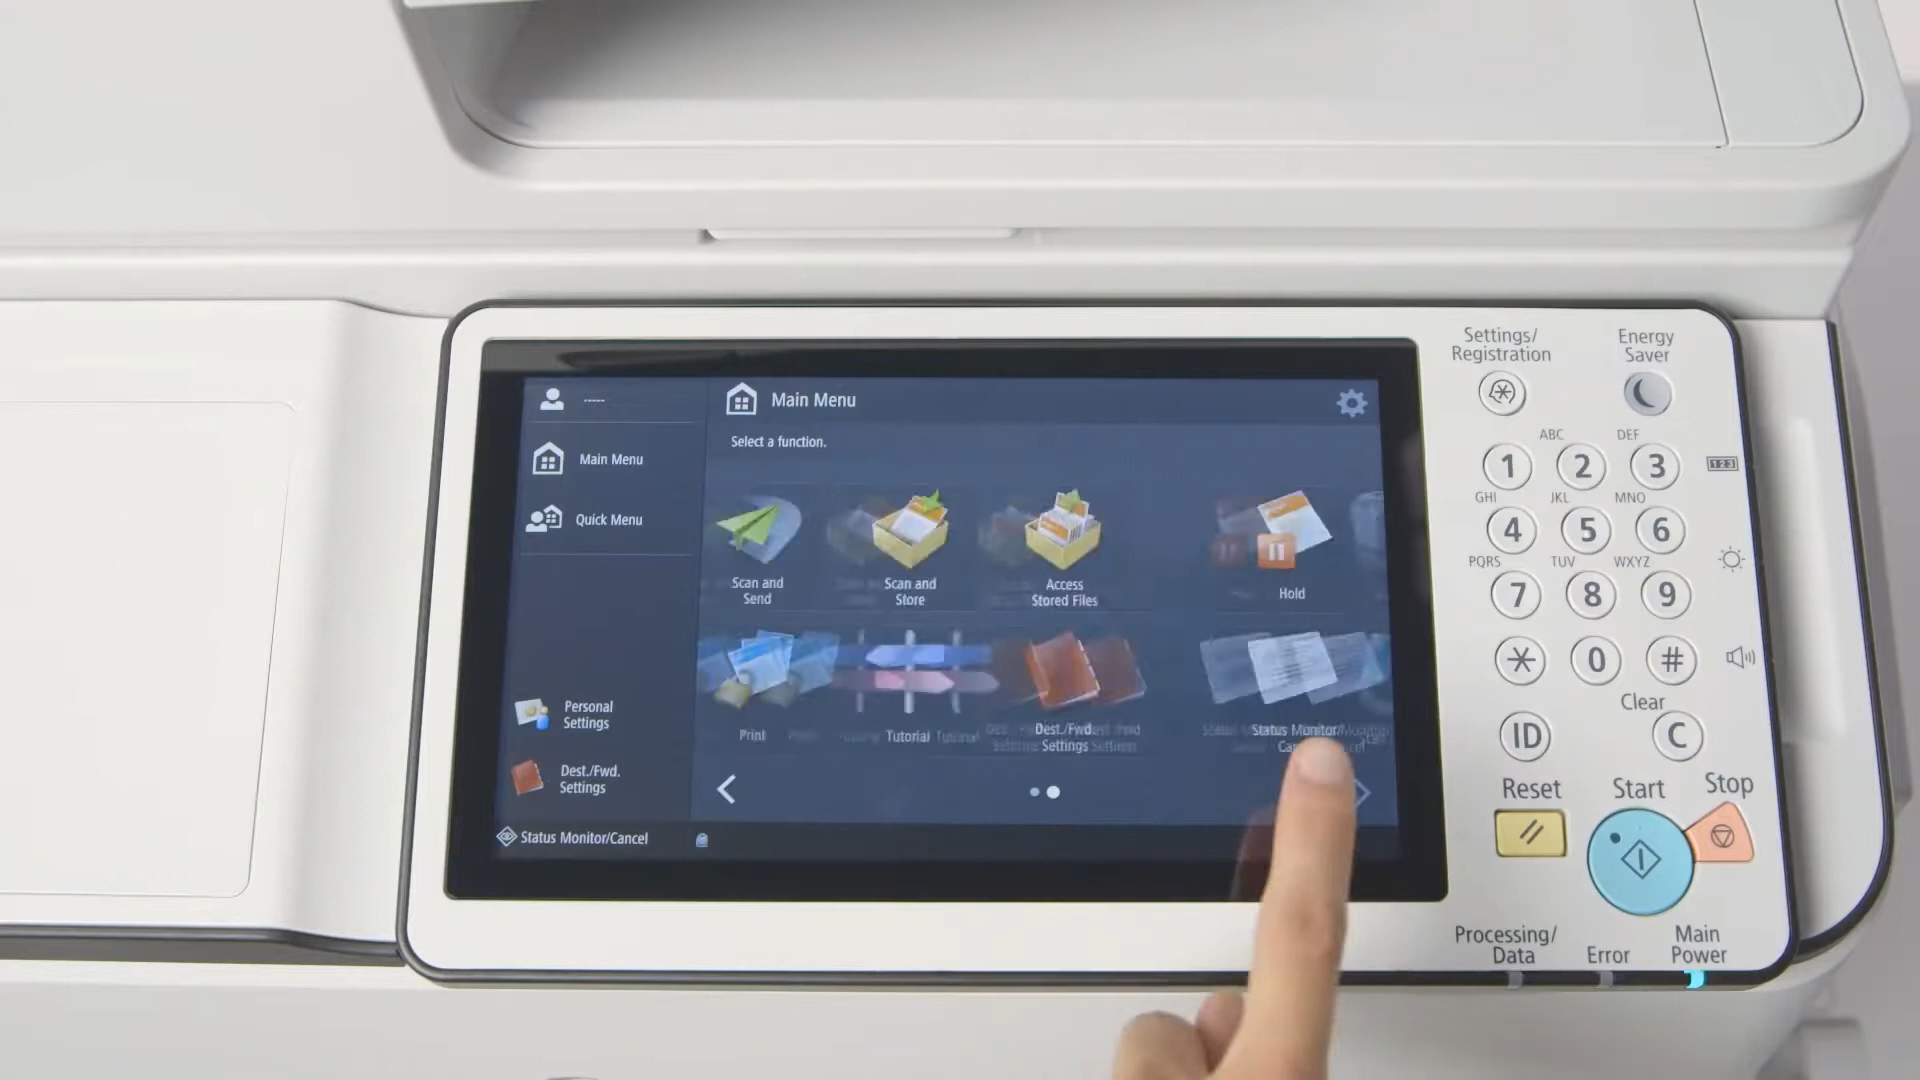 -----
Main Menu
Quick Menu
Personal
Settings
Dest./Fwd.
Settings
Status Monitor/Cancel
Main Menu
Select a function.
Scan and
Send
Scan and
Store
Access
Stored Files
Hold
Print
Tutorial
Dest./Fwd.
Settings
Status Monitor/
Settings/
Registration
Energy
Saver
ABC
DEF
1
2
3
123
GHI
JKL
MNO
4
5
6
PQRS
TUV
WXYZ
7
8
9
0
#
Clear
ID
C
Reset
Start
Stop
Processing/
Data
Error
Main
Power